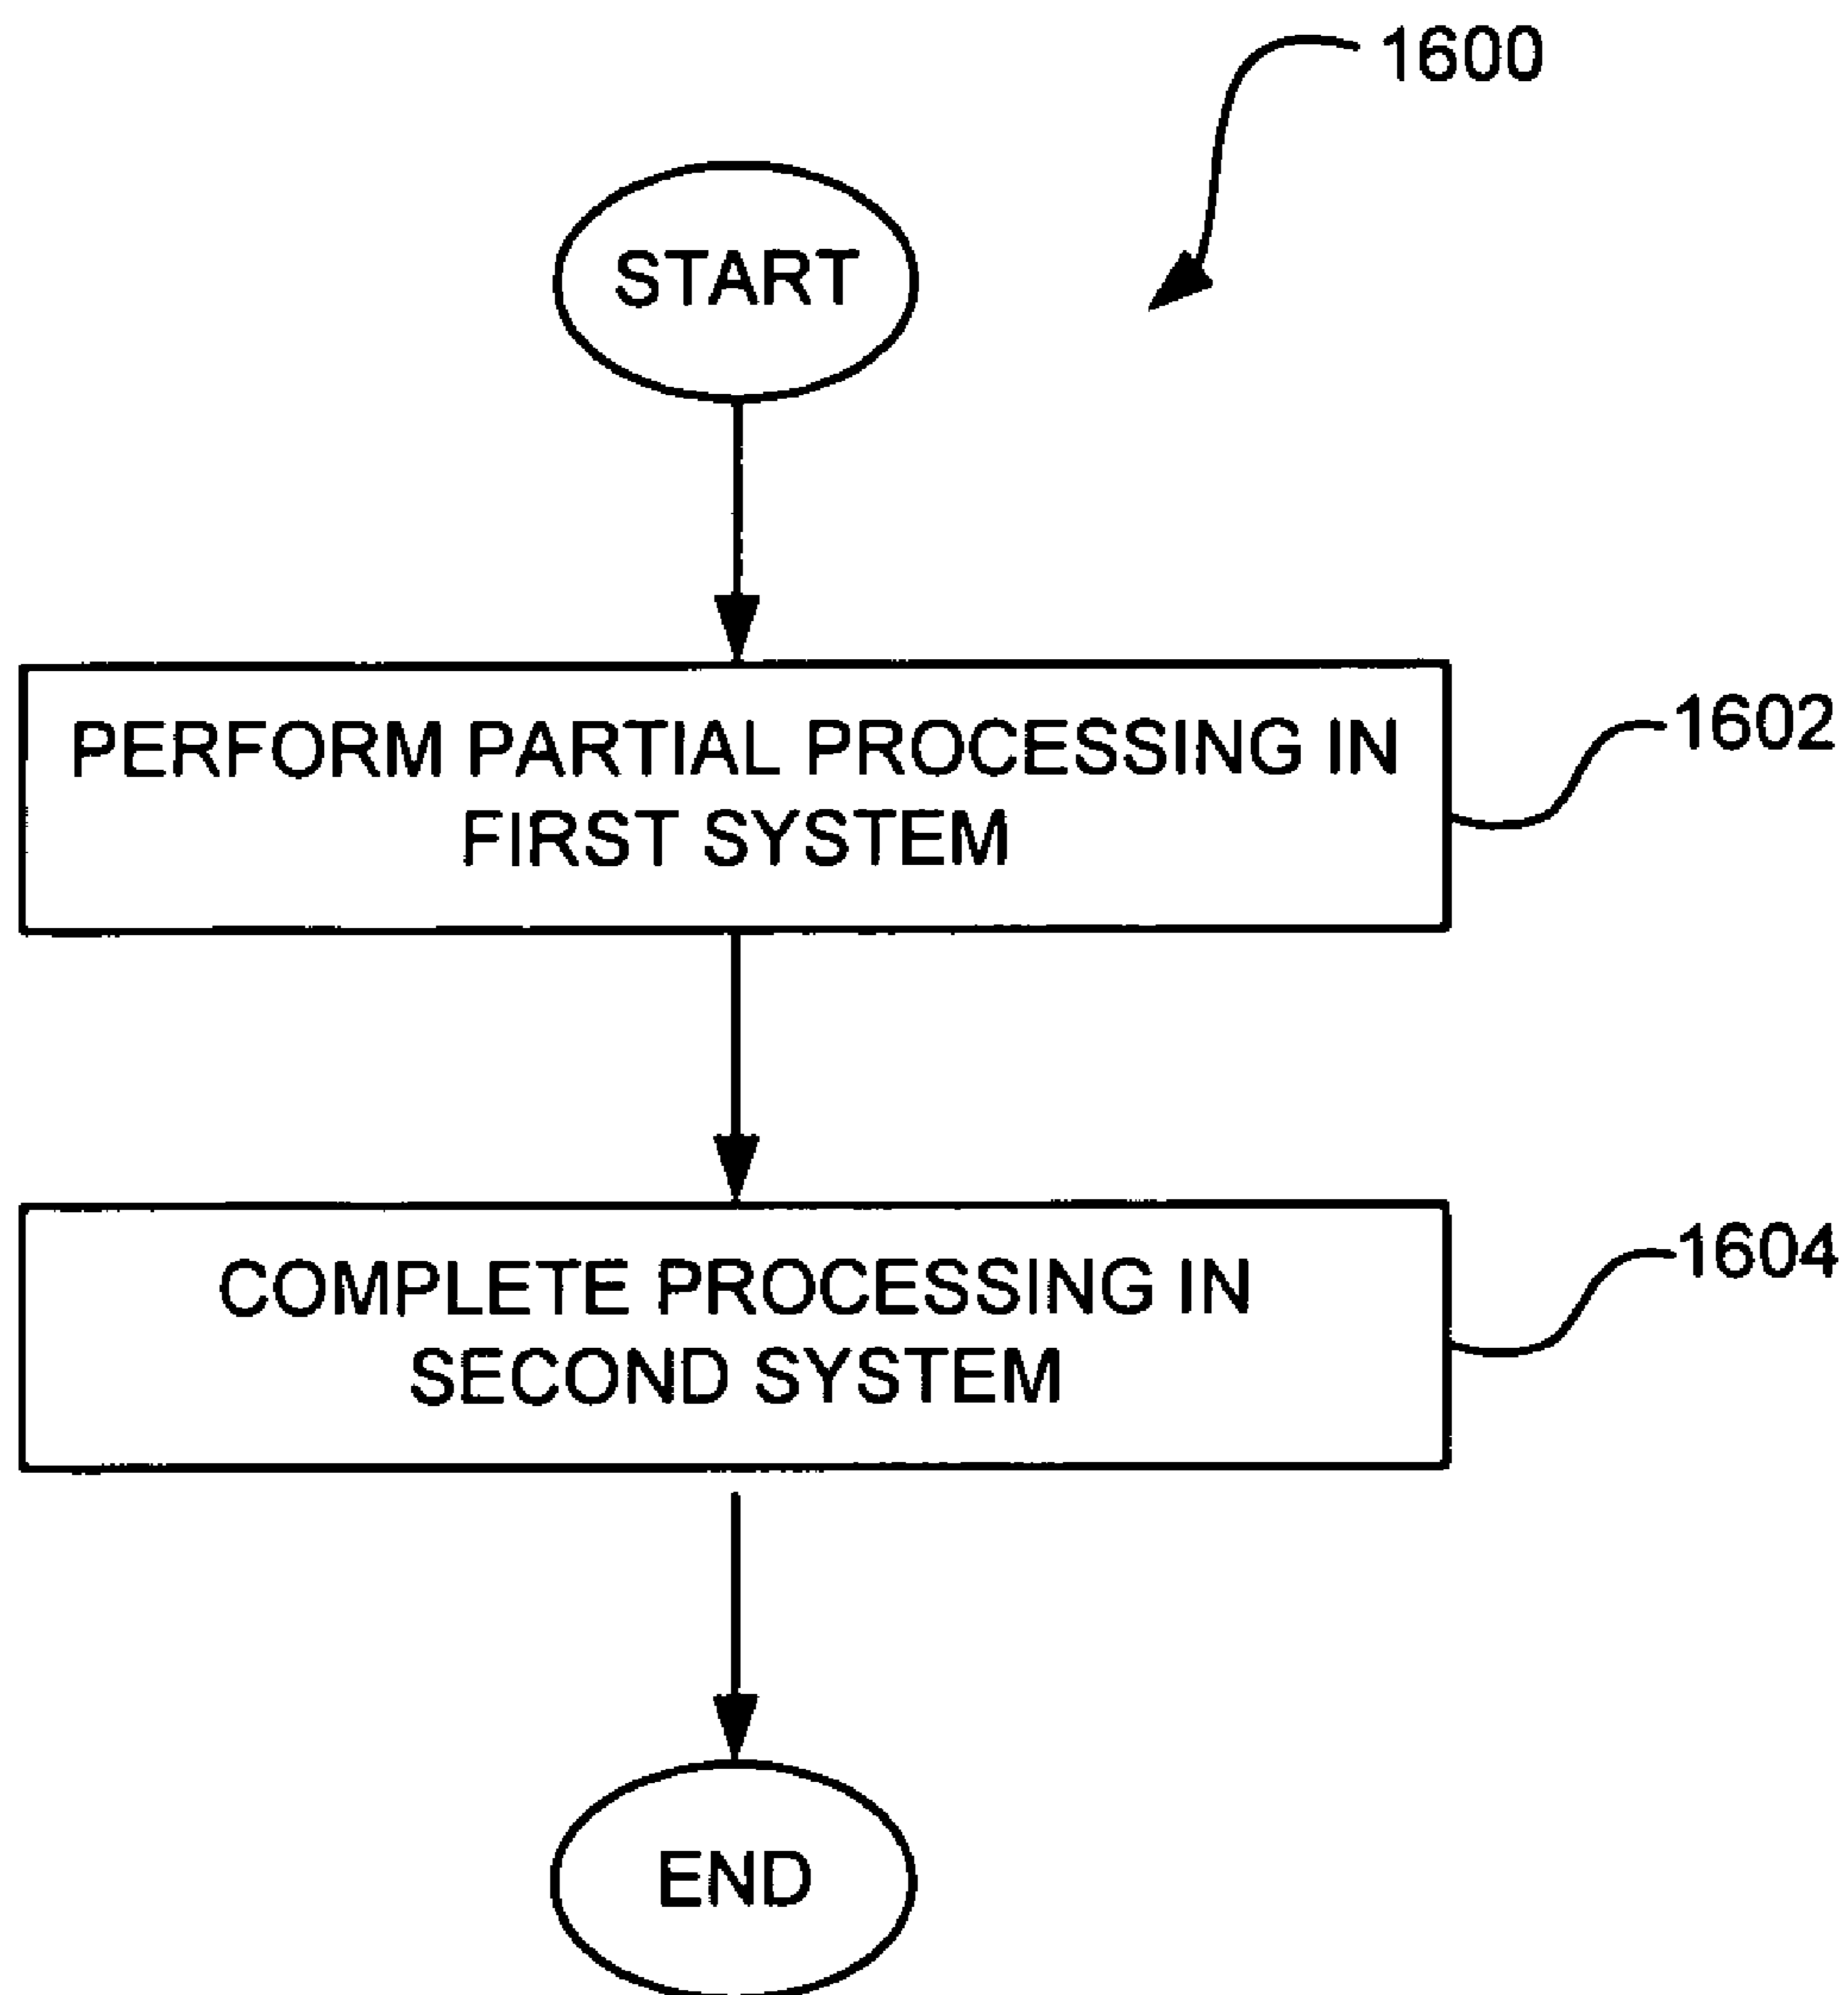 1600
START
PERFORM PARTIAL PROCESSING IN
FIRST SYSTEM
1602
COMPLETE PROCESSING IN
SECOND SYSTEM
1604
END